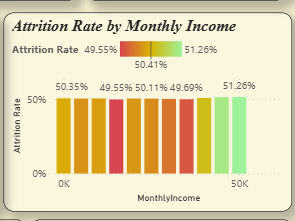 Attrition Rate by Monthly Income
Attrition Rate 49.55% 51.26%
50.41%
50.35% 49.55% 50.11% 49.69% 51.26%
Attrition Rate
50%
0%
0K 50K
MonthlyIncome